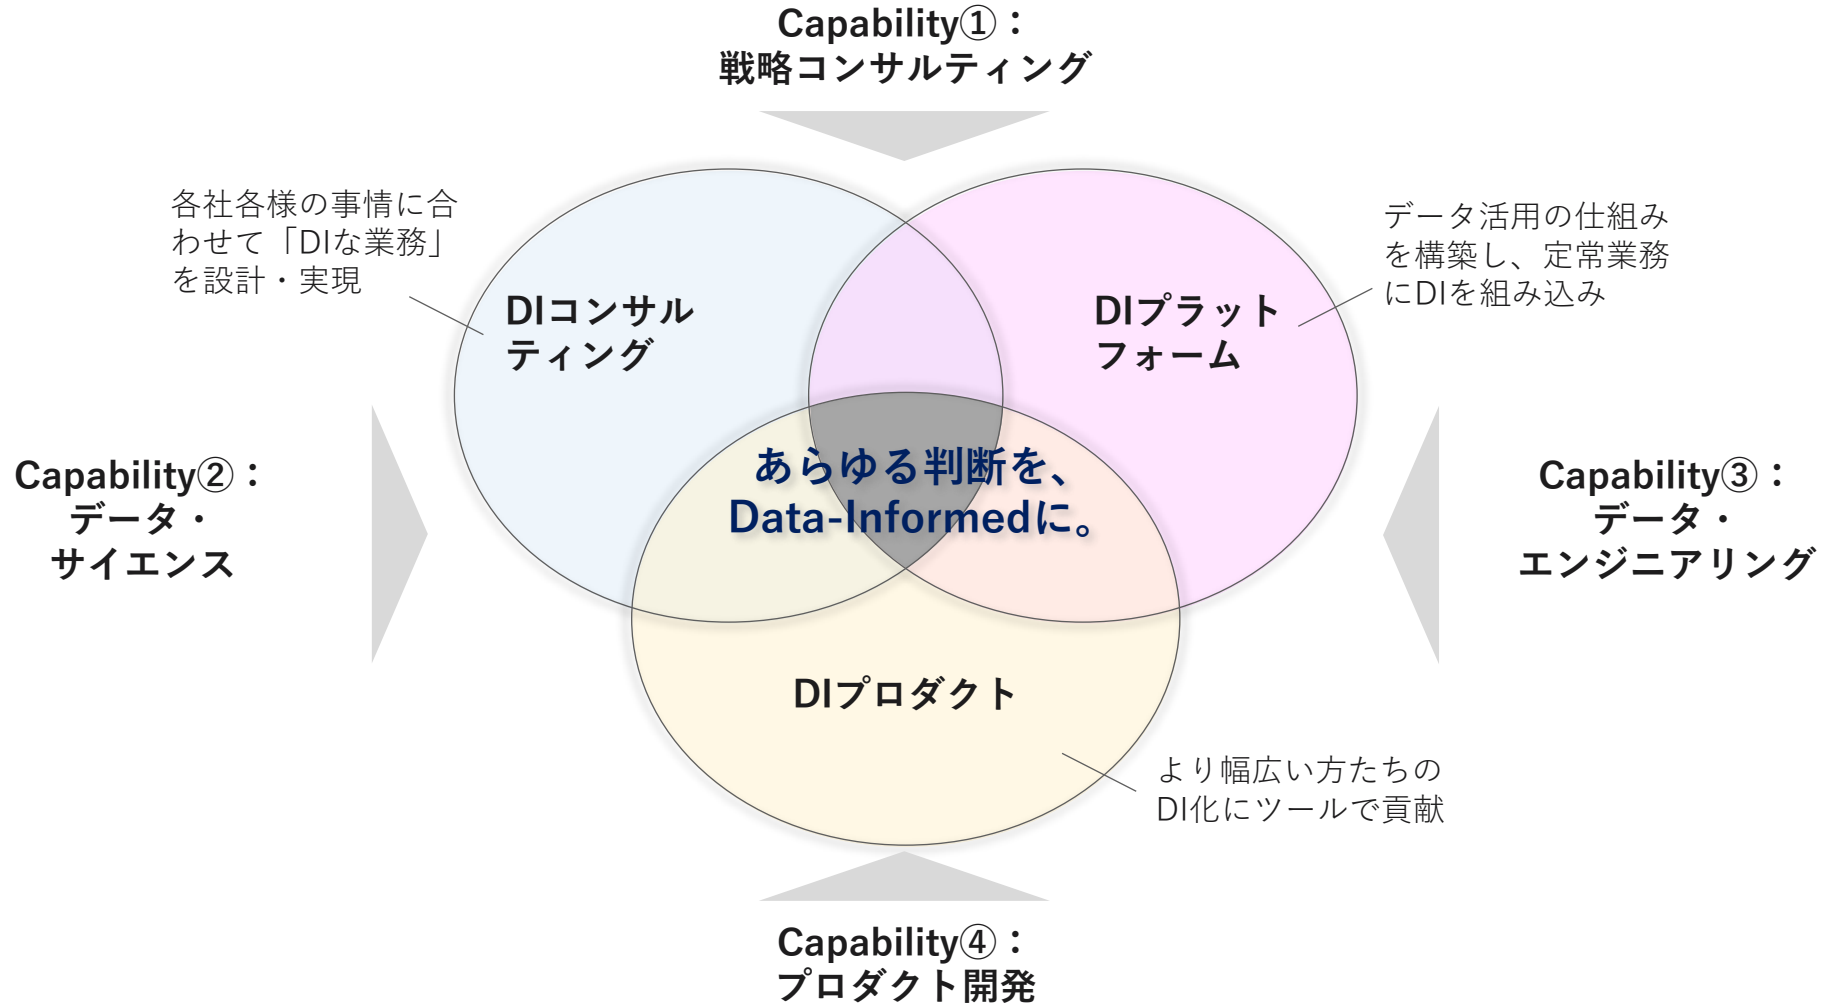 Capability①：
戦略コンサルティング
各社各様の事情に合
わせて「DIな業務」
を設計・実現
データ活用の仕組み
を構築し、定常業務
にDIを組み込み
DIコンサル
ティング
DIプラット
フォーム
あらゆる判断を、
Data-Informedに。
Capability②：
データ・
サイエンス
Capability③：
データ・
エンジニアリング
DIプロダクト
より幅広い方たちの
DI化にツールで貢献
Capability④：
プロダクト開発